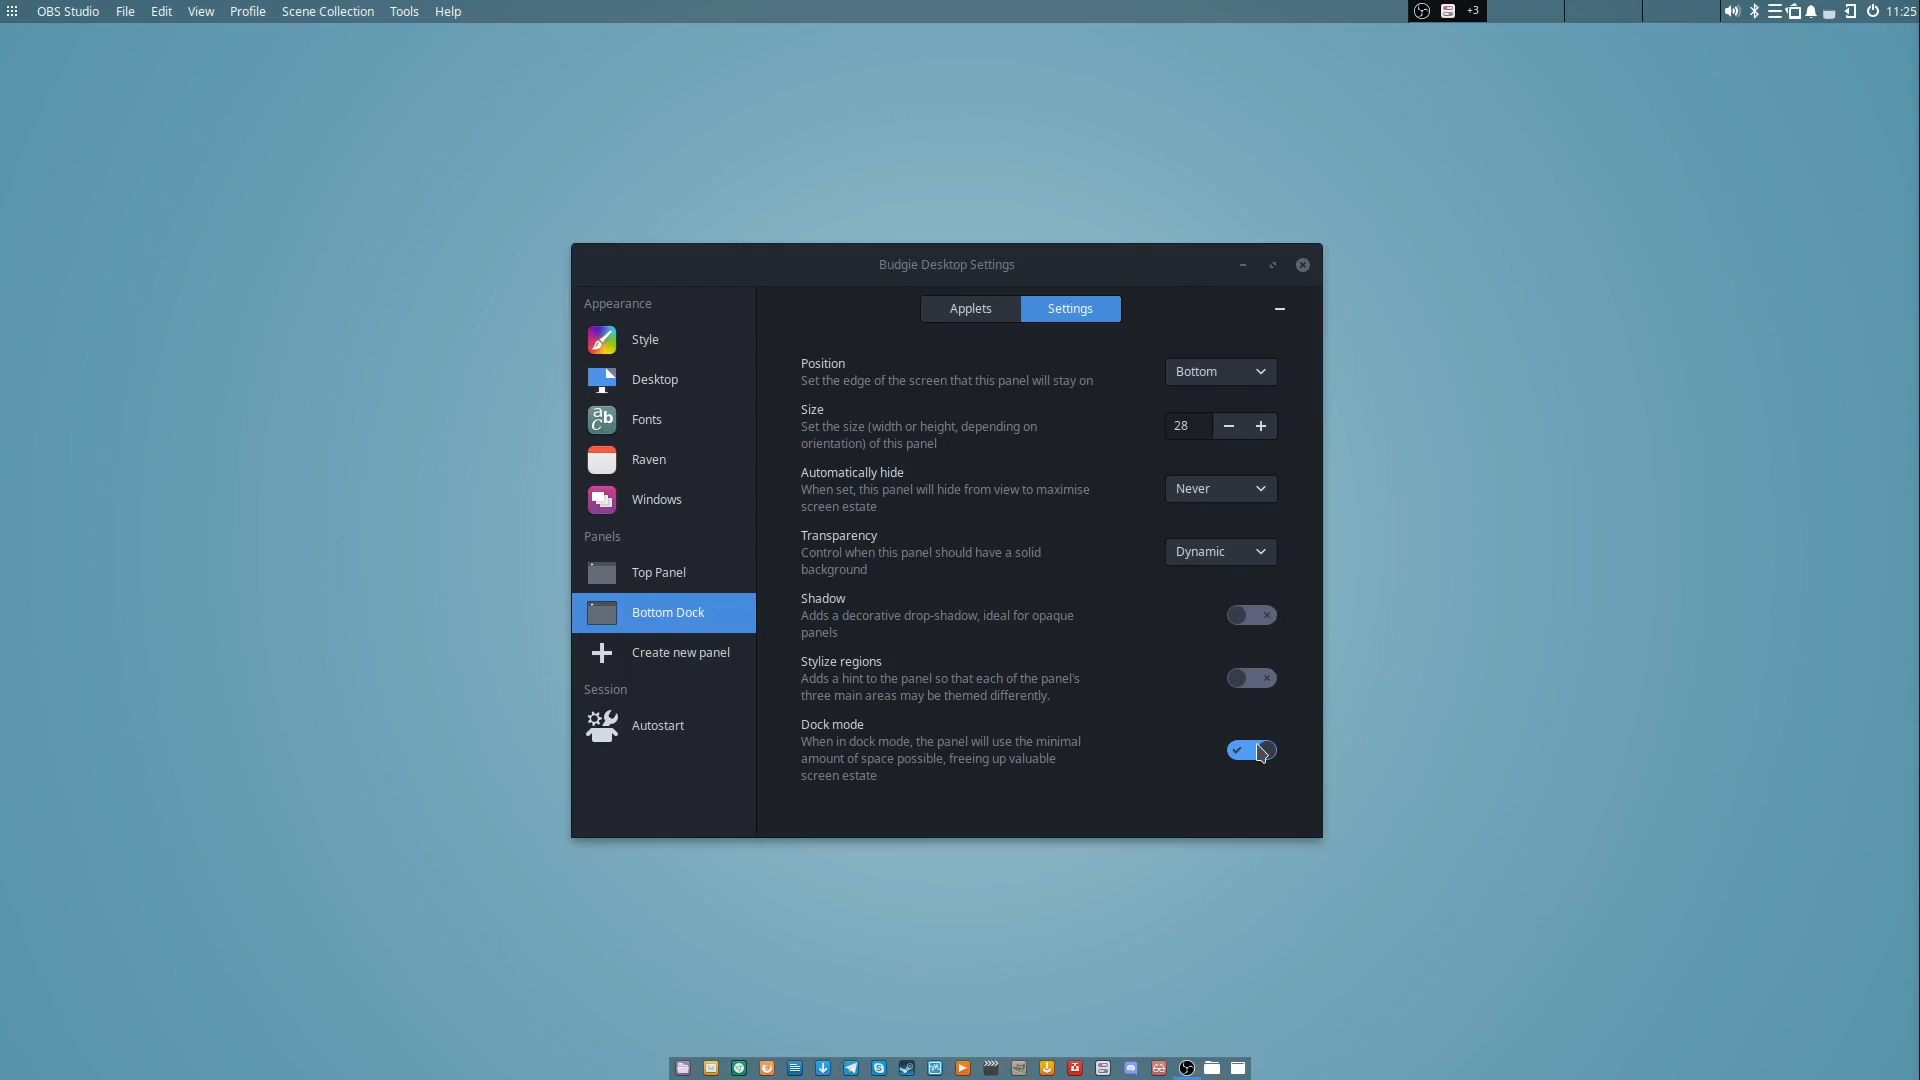 OBS Studio File Edit View Profile Scene Collection Tools Help +3 11:25
Budgie Desktop Settings
Appearance
Style
Desktop
abc Fonts
Raven
Windows
Panels
Top Panel
Bottom Dock
Create new panel
Session
Autostart
Applets Settings
Position
Set the edge of the screen that this panel will stay on
Bottom
Size
Set the size (width or height, depending on
orientation) of this panel
28
Automatically hide
When set, this panel will hide from view to maximise
screen estate
Never
Transparency
Control when this panel should have a solid
background
Dynamic
Shadow
Adds a decorative drop-shadow, ideal for opaque
panels
Stylize regions
Adds a hint to the panel so that each of the panel's
three main areas may be themed differently.
Dock mode
When in dock mode, the panel will use the minimal
amount of space possible, freeing up valuable
screen estate